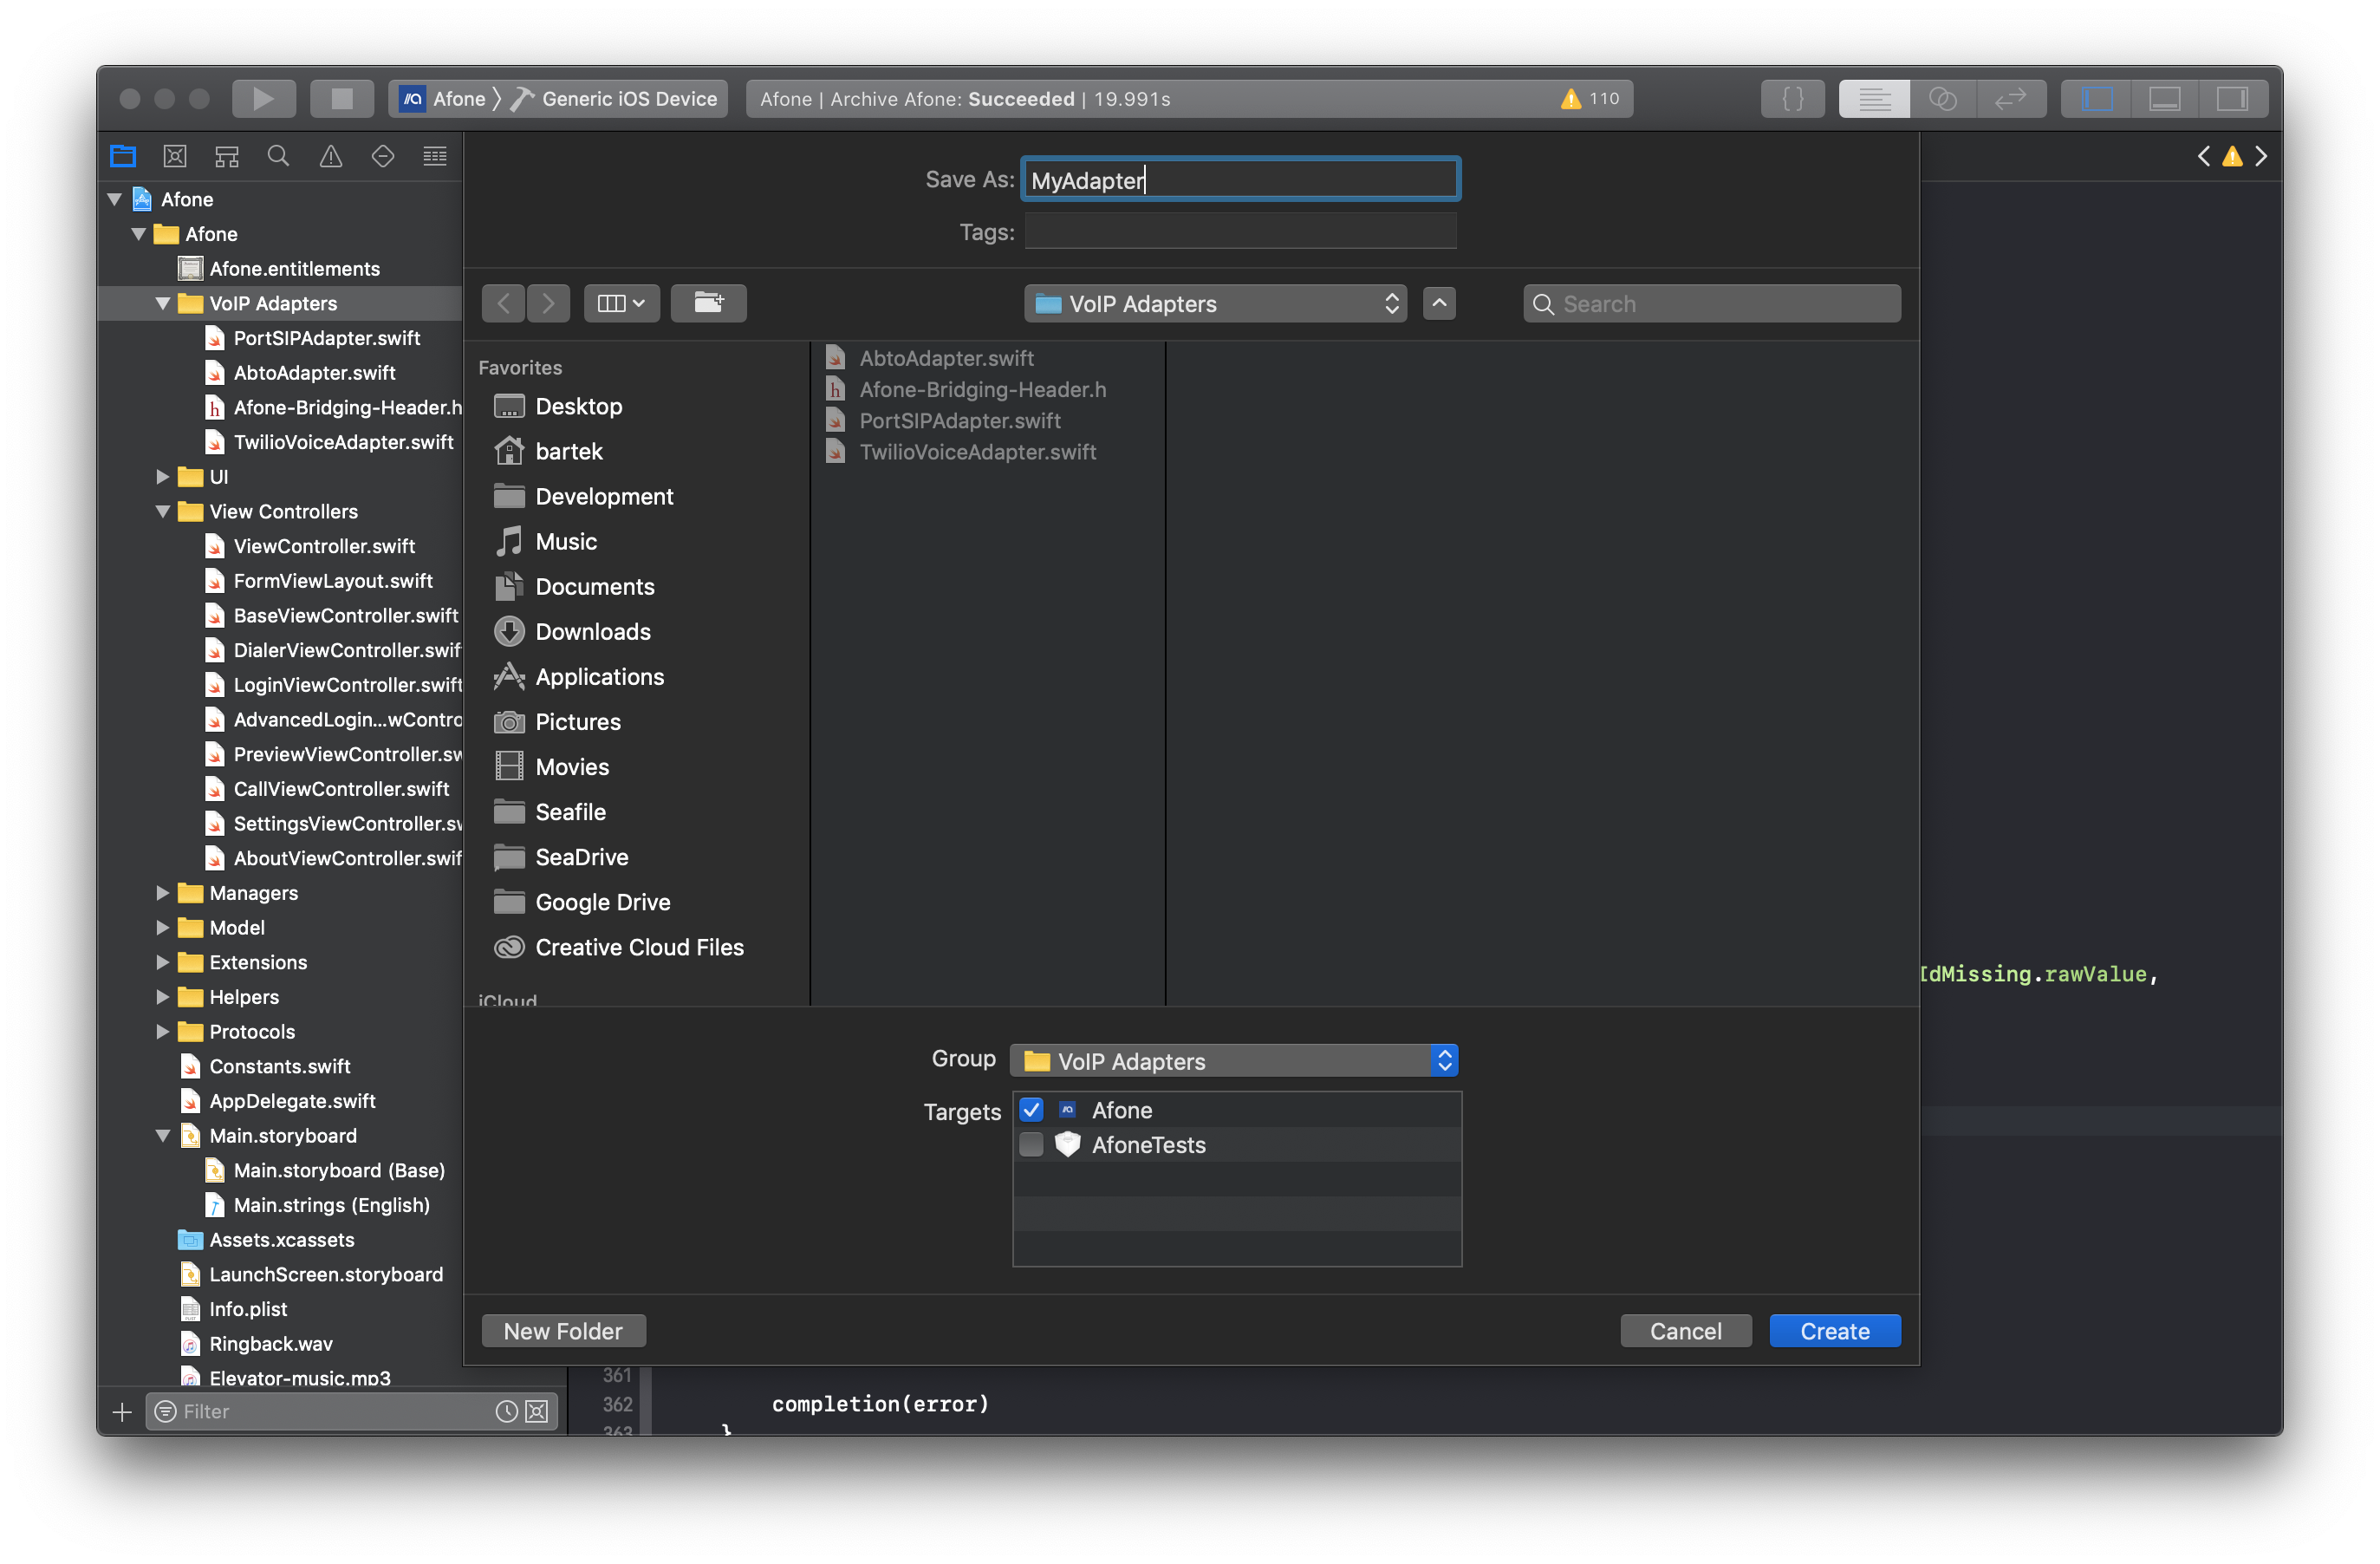 Afone
Generic iOS Device
Afone | Archive Afone: Succeeded | 19.991s
110
{ }
Afone
Afone
Afone.entitlements
VoIP Adapters
PortSIPAdapter.swift
AbtoAdapter.swift
Afone-Bridging-Header.h
TwilioVoiceAdapter.swift
UI
View Controllers
ViewController.swift
FormViewLayout.swift
BaseViewController.swift
DialerViewController.swif
LoginViewController.swift
AdvancedLogin...wContro
PreviewViewController.sw
CallViewController.swift
SettingsViewController.sw
AboutViewController.swif
Managers
Model
Extensions
Helpers
Protocols
Constants.swift
AppDelegate.swift
Main.storyboard
Main.storyboard (Base)
Main.strings (English)
Assets.xcassets
LaunchScreen.storyboard
Info.plist
Ringback.wav
Elevator-music.mp3
Filter
Save As: MyAdapter
Tags:
VoIP Adapters
Search
Favorites
Desktop
bartek
Development
Music
Documents
Downloads
Applications
Pictures
Movies
Seafile
SeaDrive
Google Drive
Creative Cloud Files
iCloud
AbtoAdapter.swift
Afone-Bridging-Header.h
PortSIPAdapter.swift
TwilioVoiceAdapter.swift
IdMissing.rawValue,
Group VoIP Adapters
Targets Afone
AfoneTests
New Folder
Cancel
Create
361
362 completion(error)
363 }